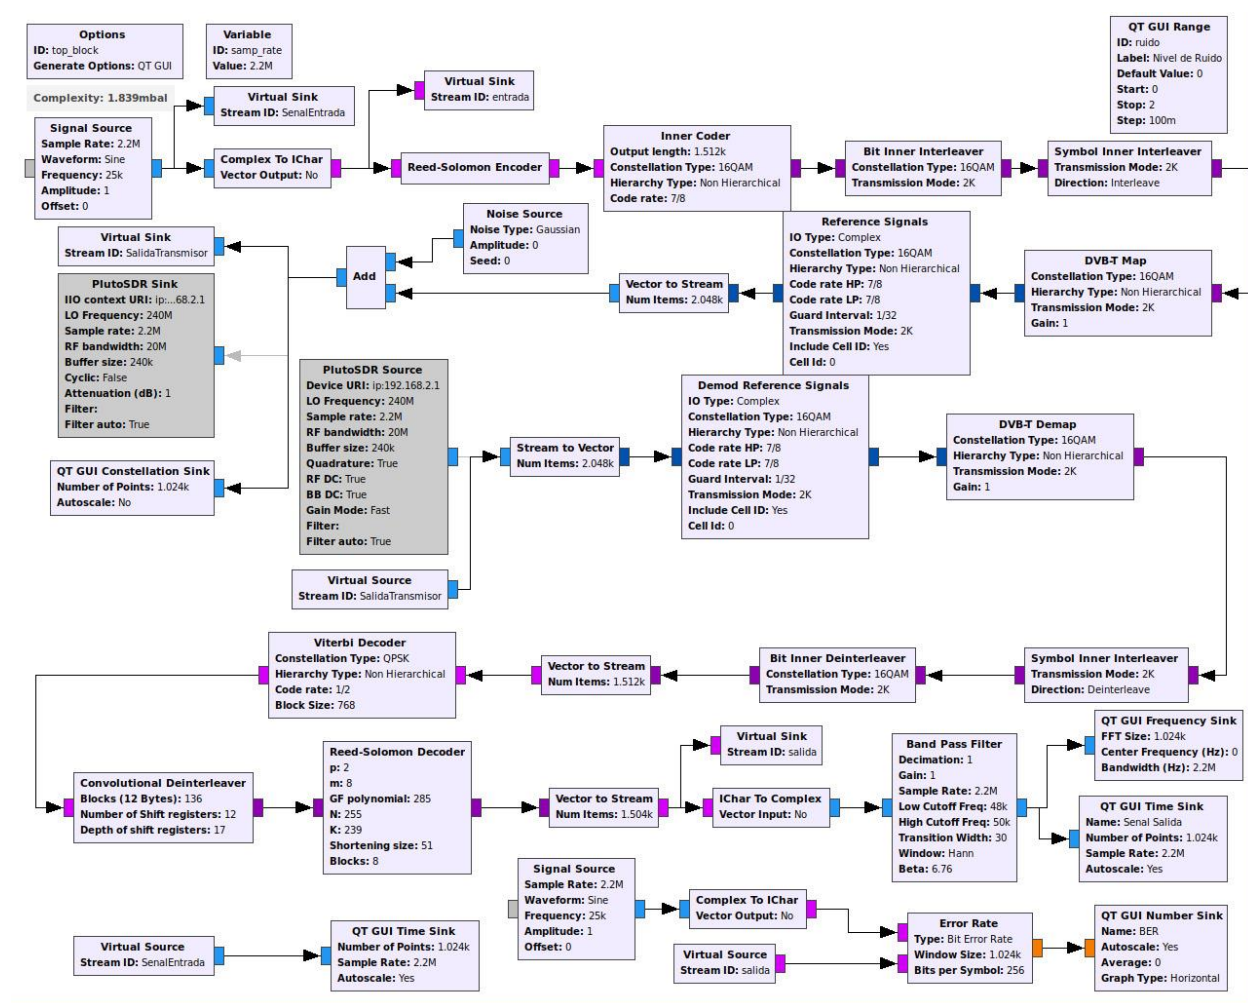 Options
ID: top_block
Generate Options: QT GUI
Variable
ID: samp_rate
Value: 2.2M
QT GUI Range
ID: ruido
Label: Nivel de Ruido
Default Value: 0
Start: 0
Stop: 2
Step: 100m
Complexity: 1.839mbal
Virtual Sink
Stream ID: SenalEntrada
Virtual Sink
Stream ID: entrada
Signal Source
Sample Rate: 2.2M
Waveform: Sine
Frequency: 25k
Amplitude: 1
Offset: 0
Complex To IChar
Vector Output: No
Reed-Solomon Encoder
Inner Coder
Output length: 1.512k
Constellation Type: 16QAM
Hierarchy Type: Non Hierarchical
Code rate: 7/8
Bit Inner Interleaver
Constellation Type: 16QAM
Transmission Mode: 2K
Symbol Inner Interleaver
Transmission Mode: 2K
Direction: Interleave
Virtual Sink
Stream ID: SalidaTransmisor
Add
Noise Source
Noise Type: Gaussian
Amplitude: 0
Seed: 0
Vector to Stream
Num Items: 2.048k
Reference Signals
IO Type: Complex
Constellation Type: 16QAM
Hierarchy Type: Non Hierarchical
Code rate HP: 7/8
Code rate LP: 7/8
Guard Interval: 1/32
Transmission Mode: 2K
Include Cell ID: Yes
Cell Id: 0
DVB-T Map
Constellation Type: 16QAM
Hierarchy Type: Non Hierarchical
Transmission Mode: 2K
Gain: 1
PlutoSDR Sink
IIO context URI: ip:...68.2.1
LO Frequency: 240M
Sample rate: 2.2M
RF bandwidth: 20M
Buffer size: 240k
Cyclic: False
Attenuation (dB): 1
Filter:
Filter auto: True
PlutoSDR Source
Device URI: ip:192.168.2.1
LO Frequency: 240M
Sample rate: 2.2M
RF bandwidth: 20M
Buffer size: 240k
Quadrature: True
RF DC: True
BB DC: True
Gain Mode: Fast
Filter:
Filter auto: True
Stream to Vector
Num Items: 2.048k
Demod Reference Signals
IO Type: Complex
Constellation Type: 16QAM
Hierarchy Type: Non Hierarchical
Code rate HP: 7/8
Code rate LP: 7/8
Guard Interval: 1/32
Transmission Mode: 2K
Include Cell ID: Yes
Cell Id: 0
DVB-T Demap
Constellation Type: 16QAM
Hierarchy Type: Non Hierarchical
Transmission Mode: 2K
Gain: 1
QT GUI Constellation Sink
Number of Points: 1.024k
Autoscale: No
Virtual Source
Stream ID: SalidaTransmisor
Viterbi Decoder
Constellation Type: QPSK
Hierarchy Type: Non Hierarchical
Code rate: 1/2
Block Size: 768
Vector to Stream
Num Items: 1.512k
Bit Inner Deinterleaver
Constellation Type: 16QAM
Transmission Mode: 2K
Symbol Inner Interleaver
Transmission Mode: 2K
Direction: Deinterleave
Convolutional Deinterleaver
Blocks (12 Bytes): 136
Number of Shift registers: 12
Depth of shift registers: 17
Reed-Solomon Decoder
p: 2
m: 8
GF polynomial: 285
N: 255
K: 239
Shortening size: 51
Blocks: 8
Vector to Stream
Num Items: 1.504k
Virtual Sink
Stream ID: salida
IChar To Complex
Vector Input: No
Band Pass Filter
Decimation: 1
Gain: 1
Sample Rate: 2.2M
Low Cutoff Freq: 48k
High Cutoff Freq: 50k
Transition Width: 30
Window: Hann
Beta: 6.76
QT GUI Frequency Sink
FFT Size: 1.024k
Center Frequency (Hz): 0
Bandwidth (Hz): 2.2M
QT GUI Time Sink
Name: Senal Salida
Number of Points: 1.024k
Sample Rate: 2.2M
Autoscale: Yes
Virtual Source
Stream ID: SenalEntrada
QT GUI Time Sink
Number of Points: 1.024k
Sample Rate: 2.2M
Autoscale: Yes
Signal Source
Sample Rate: 2.2M
Waveform: Sine
Frequency: 25k
Amplitude: 1
Offset: 0
Complex To IChar
Vector Output: No
Virtual Source
Stream ID: salida
Error Rate
Type: Bit Error Rate
Window Size: 1.024k
Bits per Symbol: 256
QT GUI Number Sink
Name: BER
Autoscale: Yes
Average: 0
Graph Type: Horizontal